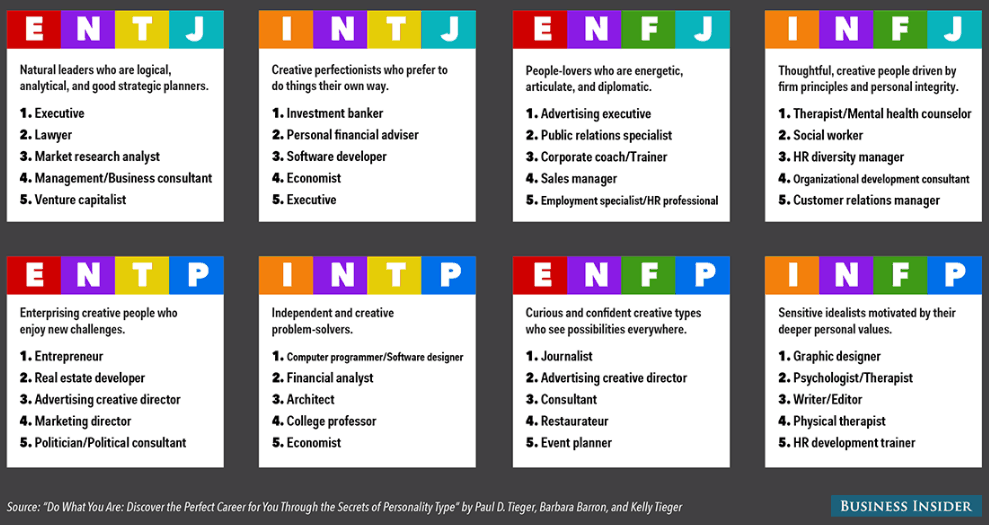 ENTJ
Natural leaders who are logical,
analytical, and good strategic planners.
1. Executive
2. Lawyer
3. Market research analyst
4. Management/Business consultant
5. Venture capitalist
INTJ
Creative perfectionists who prefer to
do things their own way.
1. Investment banker
2. Personal financial adviser
3. Software developer
4. Economist
5. Executive
ENFJ
People-lovers who are energetic,
articulate, and diplomatic.
1. Advertising executive
2. Public relations specialist
3. Corporate coach/Trainer
4. Sales manager
5. Employment specialist/HR professional
INFJ
Thoughtful, creative people driven by
firm principles and personal integrity.
1. Therapist/Mental health counselor
2. Social worker
3. HR diversity manager
4. Organizational development consultant
5. Customer relations manager
ENTP
Enterprising creative people who
enjoy new challenges.
1. Entrepreneur
2. Real estate developer
3. Advertising creative director
4. Marketing director
5. Politician/Political consultant
INTP
Independent and creative
problem-solvers.
1. Computer programmer/Software designer
2. Financial analyst
3. Architect
4. College professor
5. Economist
ENFP
Curious and confident creative types
who see possibilities everywhere.
1. Journalist
2. Advertising creative director
3. Consultant
4. Restaurateur
5. Event planner
INFP
Sensitive idealists motivated by their
deeper personal values.
1. Graphic designer
2. Psychologist/Therapist
3. Writer/Editor
4. Physical therapist
5. HR development trainer
Source: "Do What You Are: Discover the Perfect Career for You Through the Secrets of Personality Type" by Paul D. Tieger, Barbara Barron, and Kelly Tieger
BUSINESS INSIDER